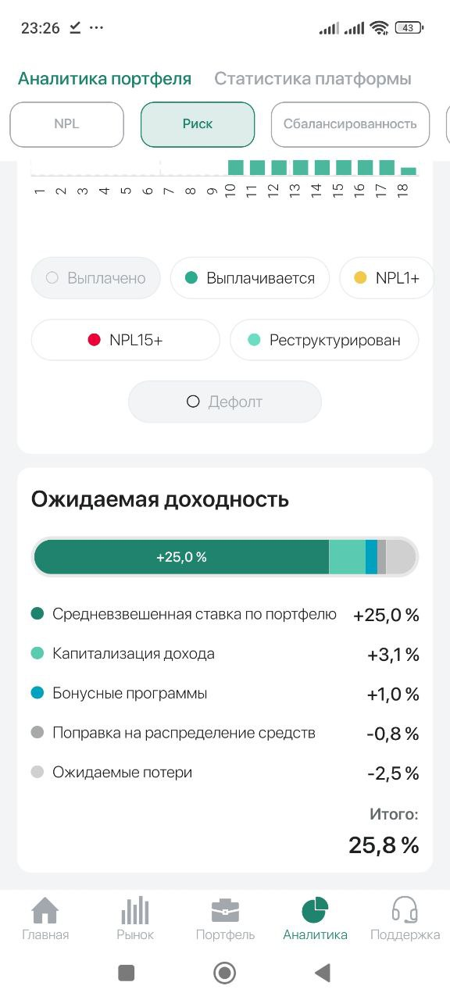 23:26
43
Аналитика портфеля Статистика платформы
NPL Риск Сбалансированность
1 2 3 4 5 6 7 8 9 10 11 12 13 14 15 16 17 18
Выплачено Выплачивается NPL1+
NPL15+ Реструктурирован
Дефолт
Ожидаемая доходность
+25,0 %
Средневзвешенная ставка по портфелю +25,0 %
Капитализация дохода +3,1 %
Бонусные программы +1,0 %
Поправка на распределение средств -0,8 %
Ожидаемые потери -2,5 %
Итого:
25,8 %
Главная Рынок Портфель Аналитика Поддержка